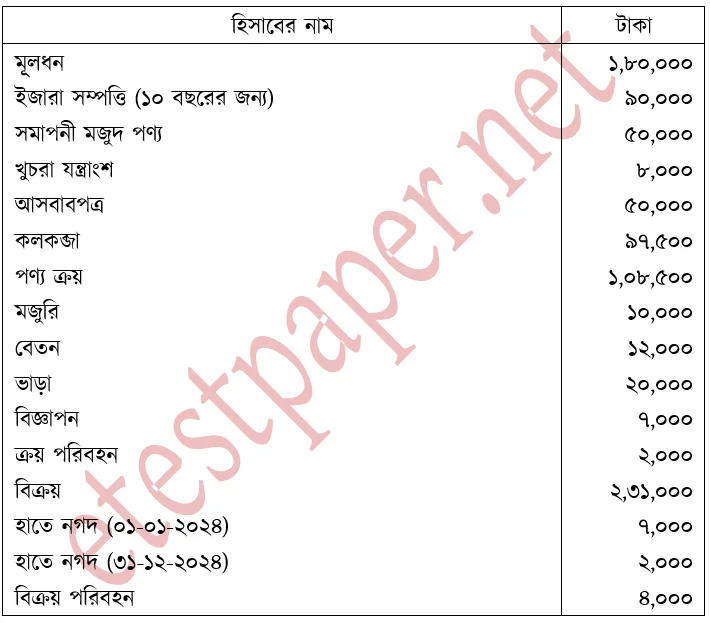 হিসাবের নাম টাকা
মূলধন ১,৮০,০০০
ইজারা সম্পত্তি (১০ বছরের জন্য) ৯০,০০০
সমাপনী মজুদ পণ্য ৫০,০০০
খুচরা যন্ত্রাংশ ৮,০০০
আসবাবপত্র ৫০,০০০
কলকব্জা ৯৭,৫০০
পণ্য ক্রয় ১,০৮,৫০০
মজুরি ১০,০০০
বেতন ১২,০০০
ভাড়া ২০,০০০
বিজ্ঞাপন ৭,০০০
ক্রয় পরিবহন ২,০০০
বিক্রয় ২,৩১,০০০
হাতে নগদ (০১-০১-২০২৪) ৭,০০০
হাতে নগদ (৩১-১২-২০২৪) ২,০০০
বিক্রয় পরিবহন ৪,০০০
etestpaper.net